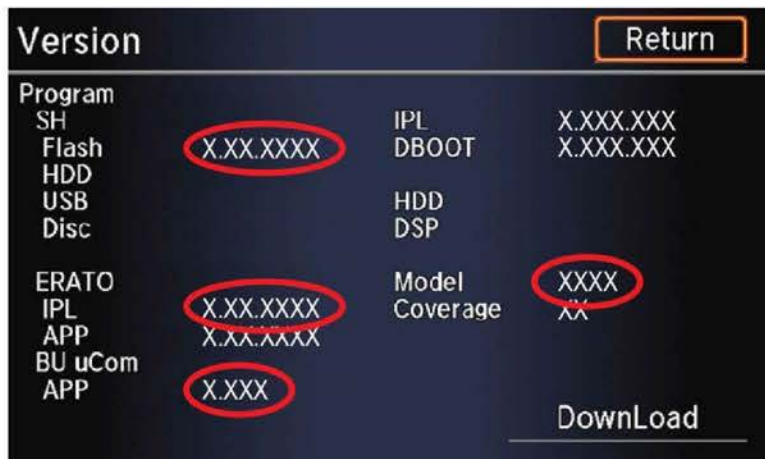 Version Return
Program
SH IPL X.XXX.XXX
Flash X.XX.XXXX DBOOT X.XXX.XXX
HDD
USB HDD
Disc DSP
ERATO Model XXXX
IPL X.XX.XXXX Coverage XX
APP X.XX.XXXX
BU uCom
APP X.XXX
DownLoad